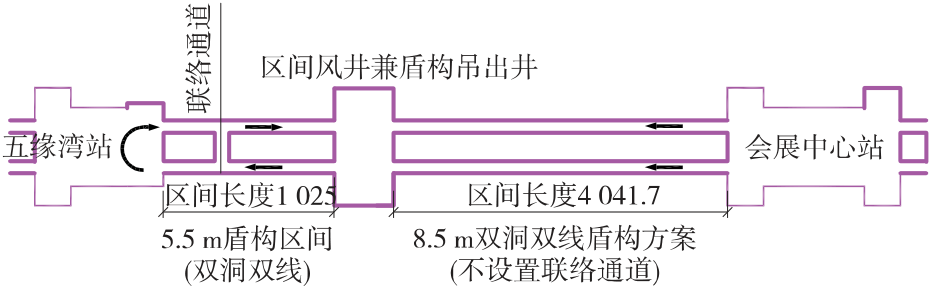 联络通道
区间风井兼盾构吊出井
五缘湾站
会展中心站
区间长度1 025
区间长度4 041.7
5.5 m盾构区间
(双洞双线)
8.5 m双洞双线盾构方案
(不设置联络通道)